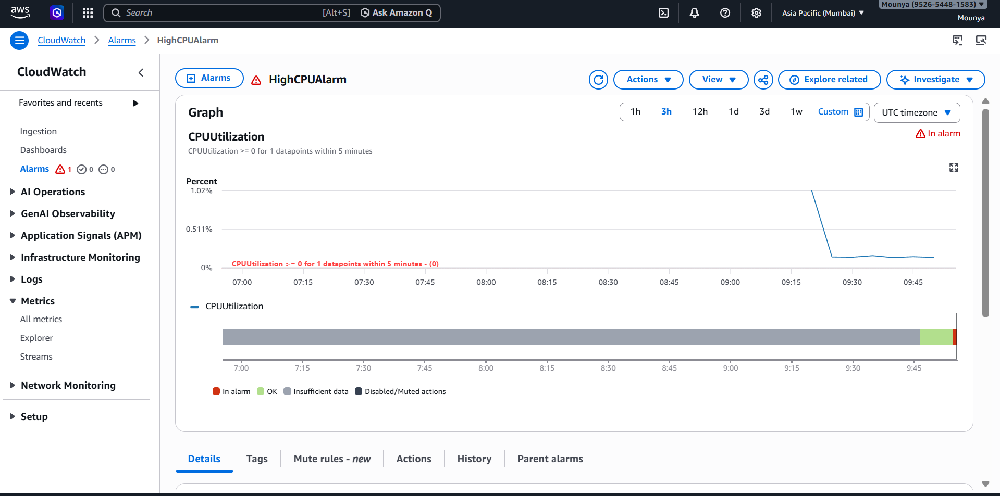 aws
Search
[Alt+S]
Ask Amazon Q
Asia Pacific (Mumbai)
Mounya (9526-5448-1583)
Mounya
CloudWatch
Alarms
HighCPUAlarm
CloudWatch
Favorites and recents
Ingestion
Dashboards
Alarms 1 0 0
AI Operations
GenAI Observability
Application Signals (APM)
Infrastructure Monitoring
Logs
Metrics
All metrics
Explorer
Streams
Network Monitoring
Setup
Alarms
HighCPUAlarm
Actions
View
Explore related
Investigate
Graph
1h 3h 12h 1d 3d 1w Custom
UTC timezone
CPUUtilization
In alarm
CPUUtilization >= 0 for 1 datapoints within 5 minutes
Percent
1.02%
0.511%
0%
CPUUtilization >= 0 for 1 datapoints within 5 minutes - (0)
07:00 07:15 07:30 07:45 08:00 08:15 08:30 08:45 09:00 09:15 09:30 09:45
CPUUtilization
7:00 7:15 7:30 7:45 8:00 8:15 8:30 8:45 9:00 9:15 9:30 9:45
In alarm OK Insufficient data Disabled/Muted actions
Details
Tags
Mute rules - new
Actions
History
Parent alarms